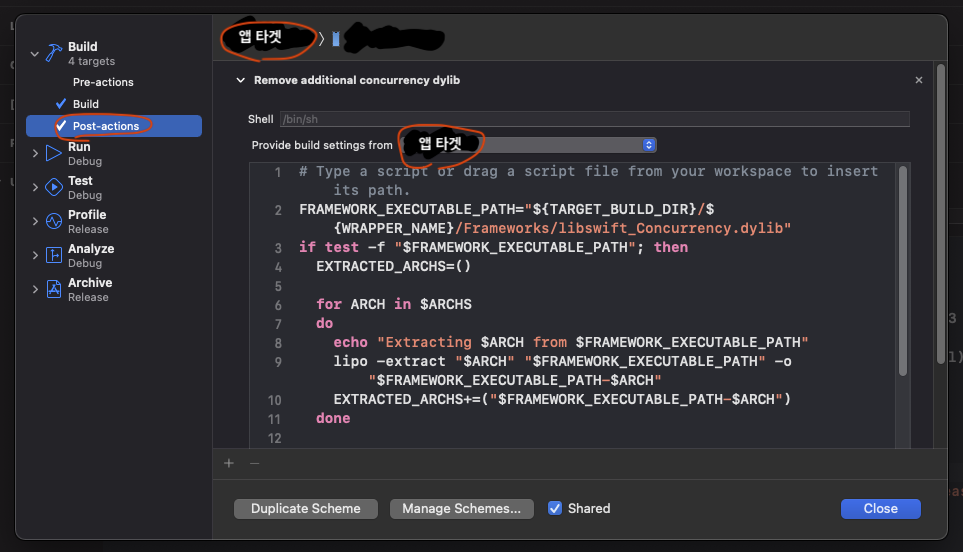 앱 타겟
Build
4 targets
Pre-actions
Build
Post-actions
Run
Debug
Test
Debug
Profile
Release
Analyze
Debug
Archive
Release
Remove additional concurrency dylib
Shell /bin/sh
Provide build settings from 앱 타겟
1 # Type a script or drag a script file from your workspace to insert
its path.
2 FRAMEWORK_EXECUTABLE_PATH="${TARGET_BUILD_DIR}/$
{WRAPPER_NAME}/Frameworks/libswift_Concurrency.dylib"
3 if test -f "$FRAMEWORK_EXECUTABLE_PATH"; then
4 EXTRACTED_ARCHS=()
5
6 for ARCH in $ARCHS
7 do
8 echo "Extracting $ARCH from $FRAMEWORK_EXECUTABLE_PATH"
9 lipo -extract "$ARCH" "$FRAMEWORK_EXECUTABLE_PATH" -o
"$FRAMEWORK_EXECUTABLE_PATH-$ARCH"
10 EXTRACTED_ARCHS+=("$FRAMEWORK_EXECUTABLE_PATH-$ARCH")
11 done
12
Duplicate Scheme
Manage Schemes...
Shared
Close